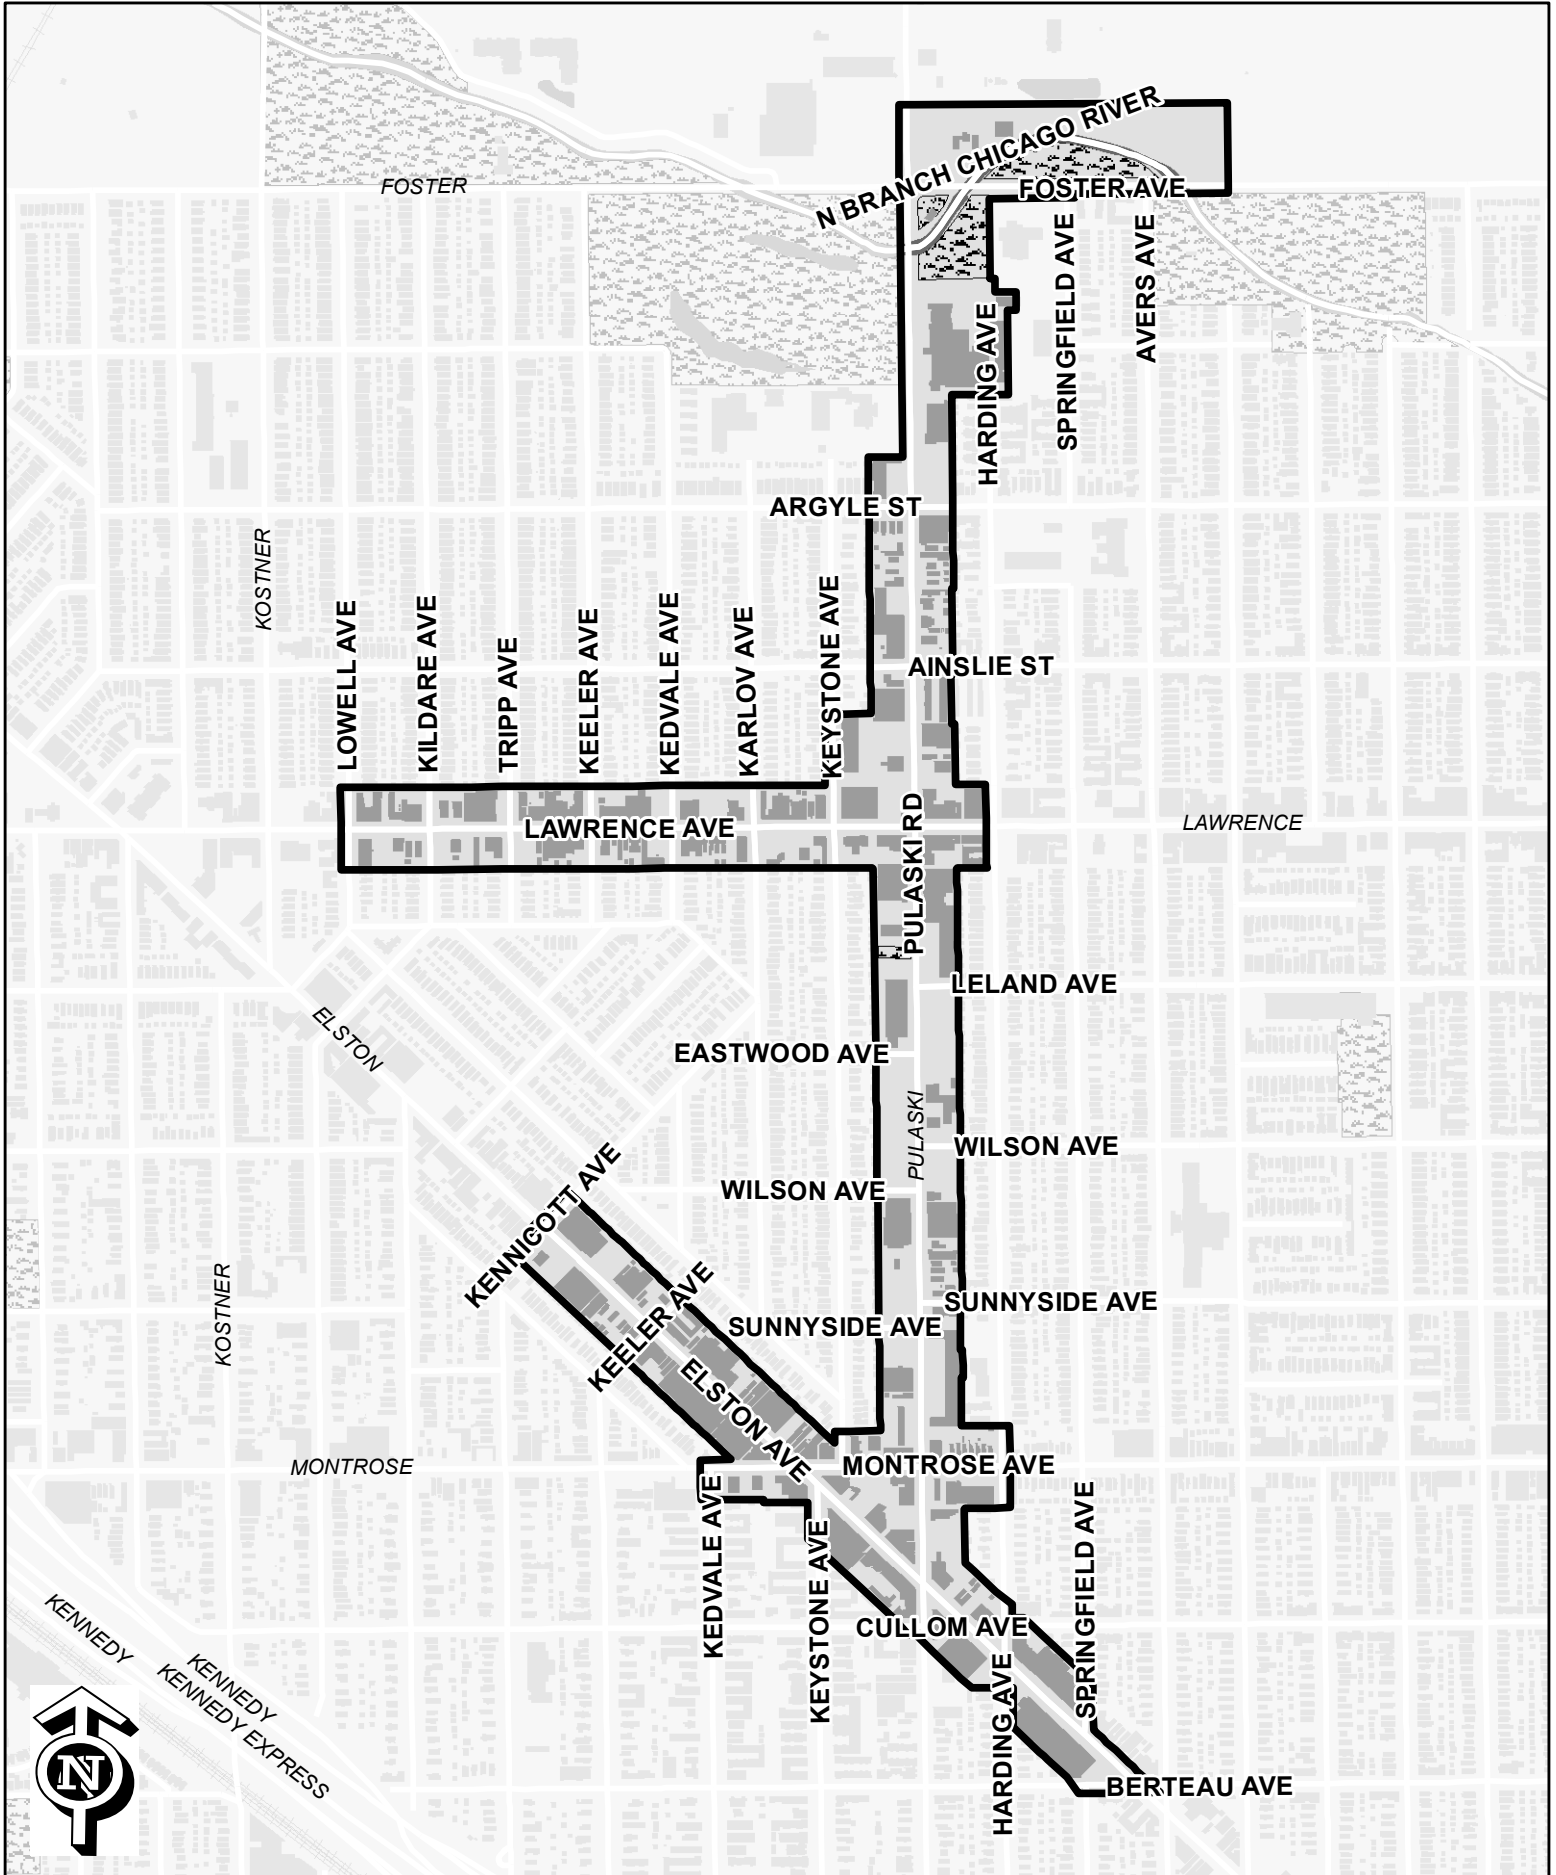 N BRANCH CHICAGO RIVER
FOSTER
FOSTER AVE
SPRINGFIELD AVE
AVERS AVE
HARDING AVE
ARGYLE ST
KOSTNER
LOWELL AVE
KILDARE AVE
TRIPP AVE
KEELER AVE
KEDVALE AVE
KARLOV AVE
KEYSTONE AVE
AINSLIE ST
LAWRENCE AVE
PULASKI RD
LAWRENCE
LELAND AVE
ELSTON
EASTWOOD AVE
PULASKI
WILSON AVE
WILSON AVE
KENNICOTT AVE
KOSTNER
KEELER AVE
SUNNYSIDE AVE
SUNNYSIDE AVE
ELSTON AVE
MONTROSE
MONTROSE AVE
KEDVALE AVE
KEYSTONE AVE
SPRINGFIELD AVE
CULLOM AVE
KENNEDY
KENNEDY
KENNEDY EXPRESS
HARDING AVE
BERTEAU AVE
N